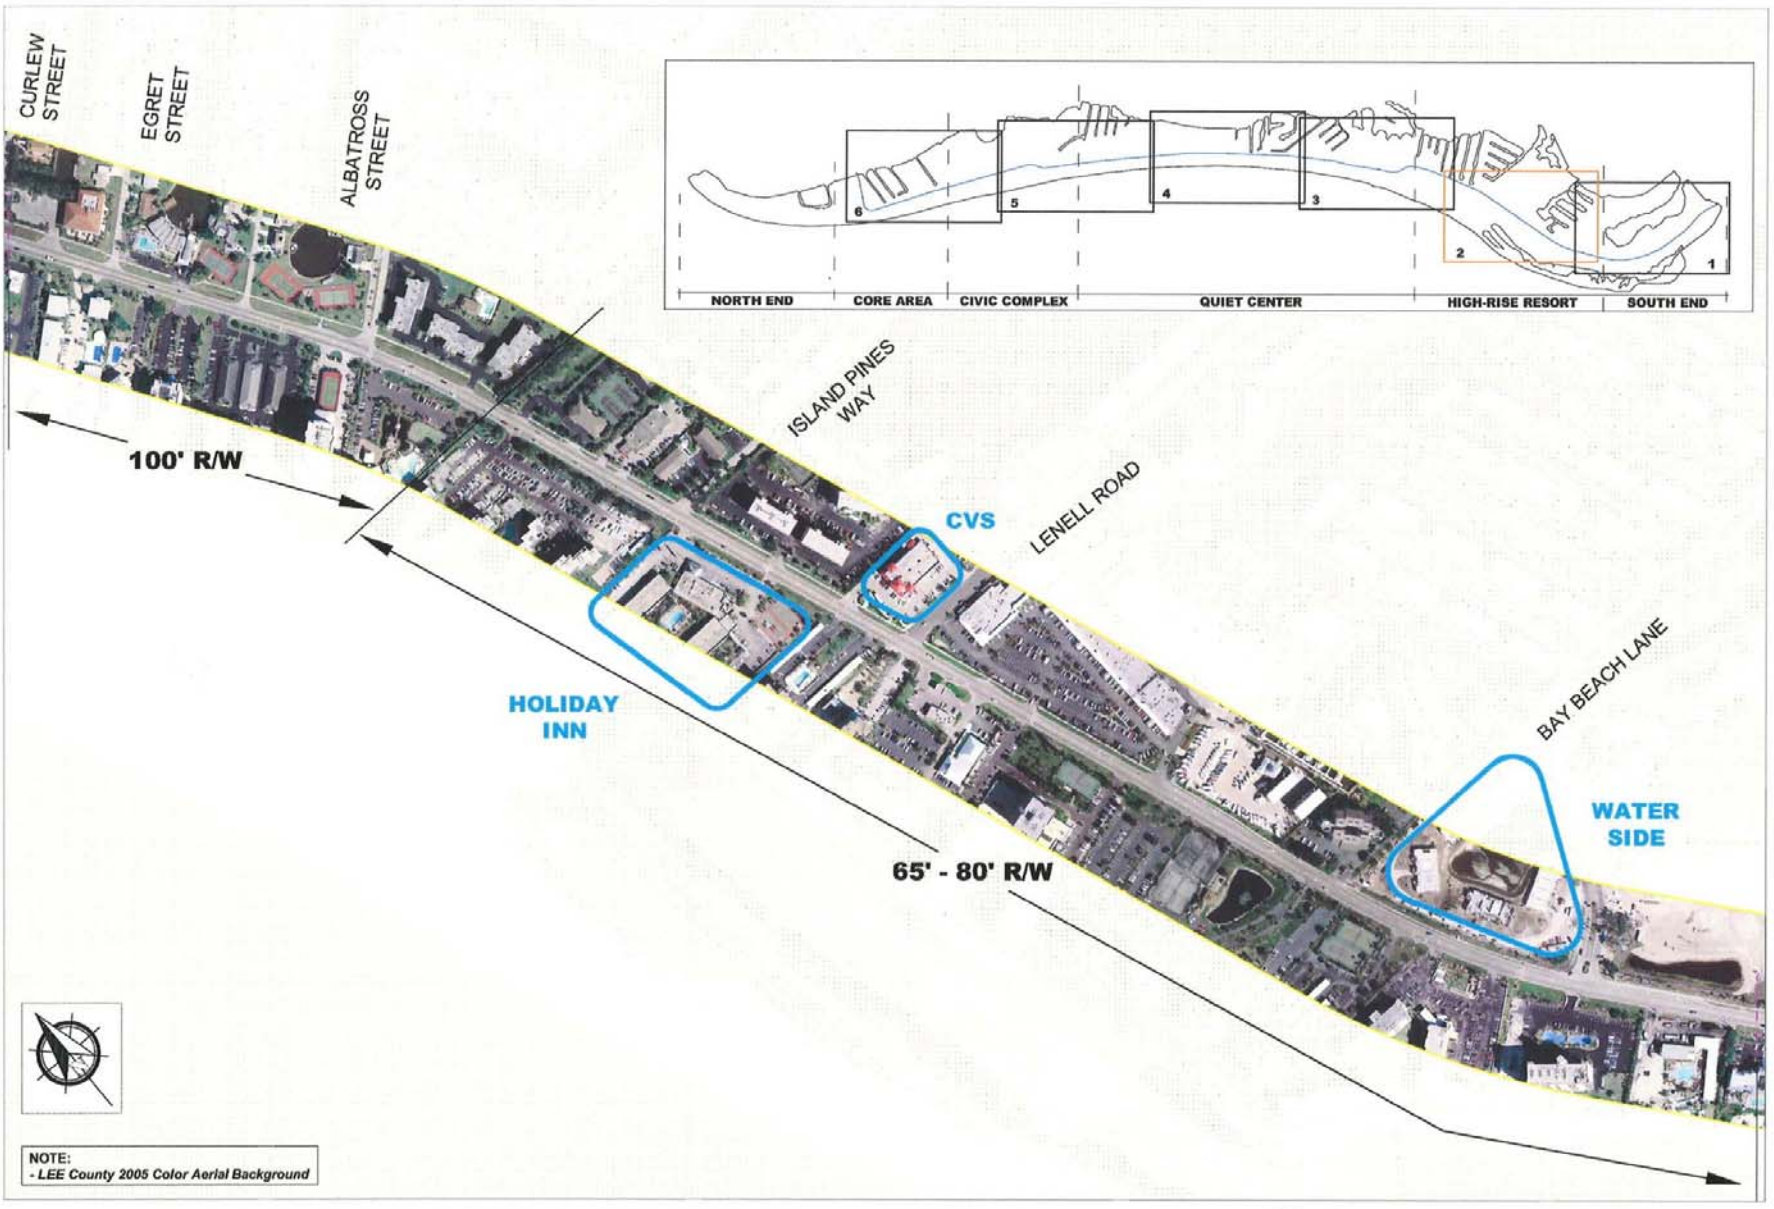 CURLEW
STREET
EGRET
STREET
ALBATROSS
STREET
6
5
4
3
2
1
NORTH END
CORE AREA
CIVIC COMPLEX
QUIET CENTER
HIGH-RISE RESORT
SOUTH END
ISLAND PINES
WAY
100' R/W
CVS
LENELL ROAD
HOLIDAY
INN
BAY BEACH LANE
WATER
SIDE
65' - 80' R/W
NOTE:
- LEE County 2005 Color Aerial Background